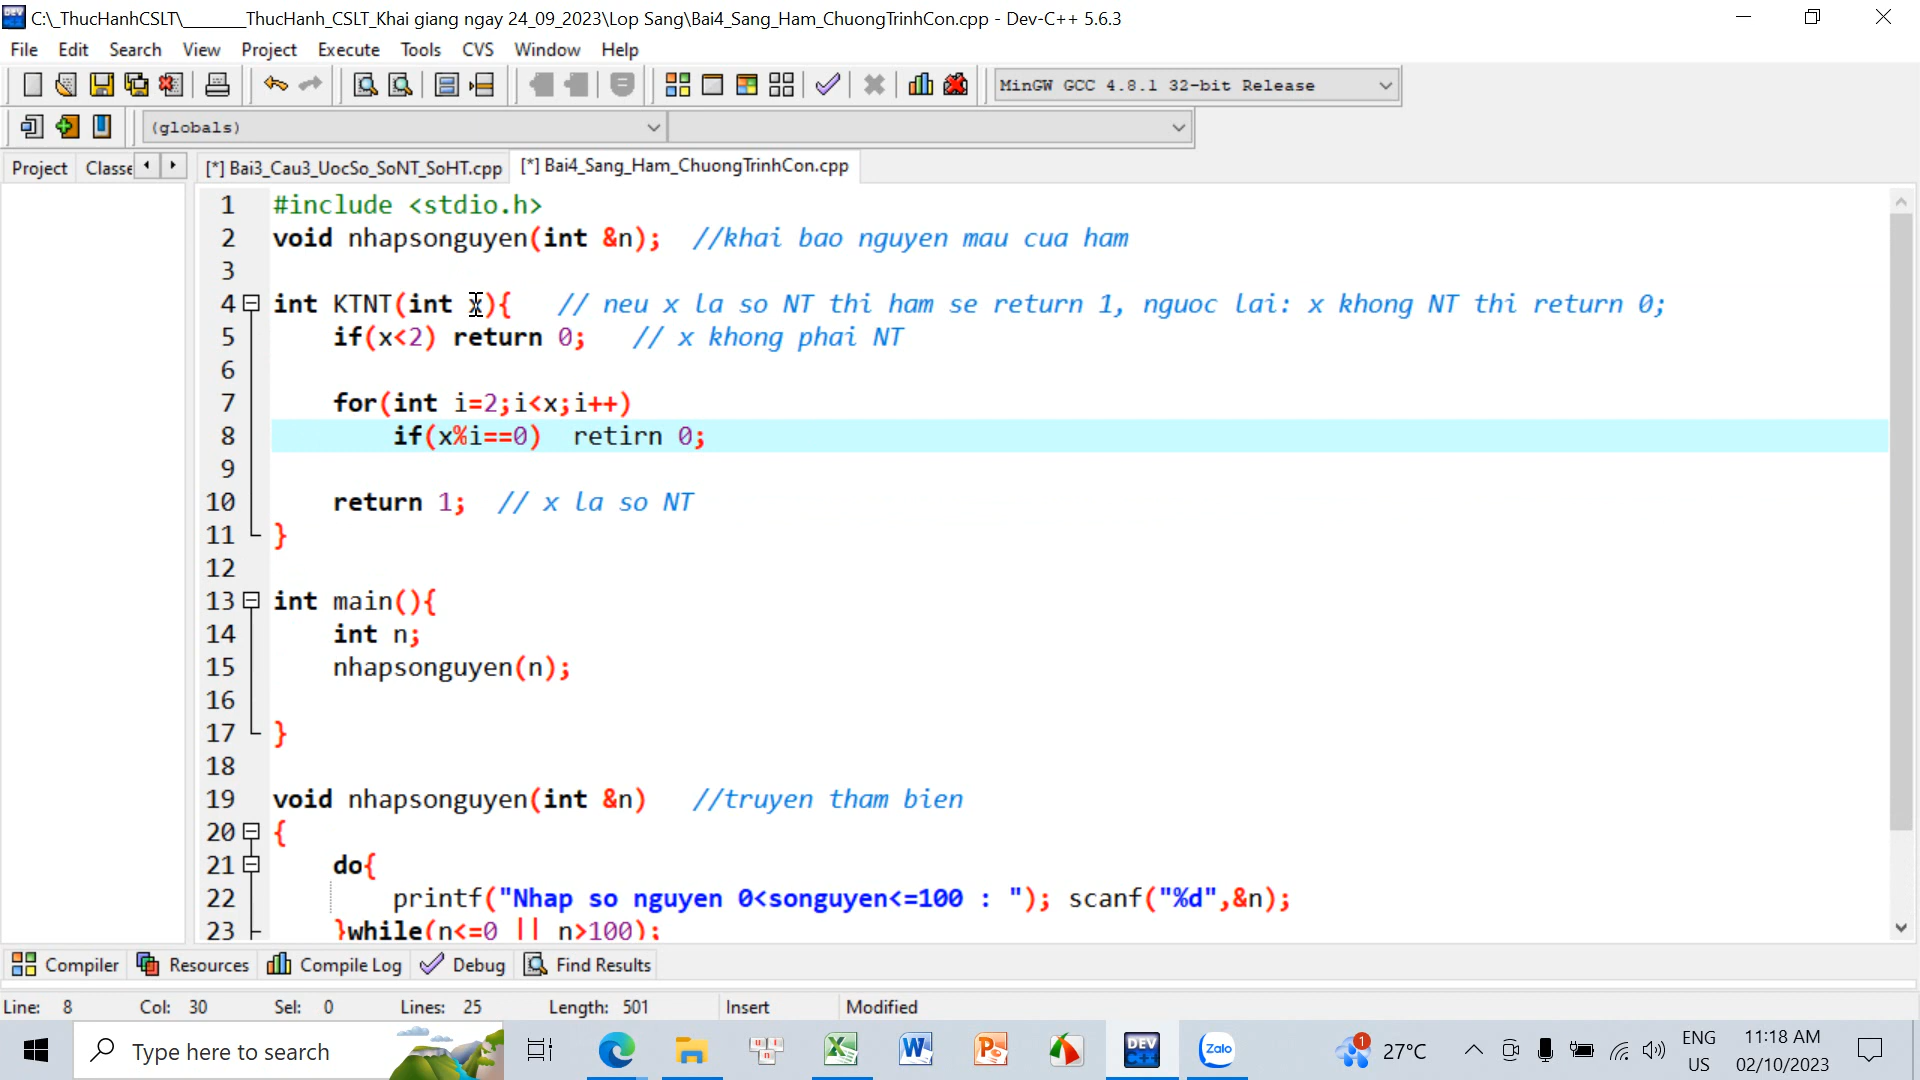 C:\_ThucHanhCSLT\_______ThucHanh_CSLT_Khai giang ngay 24_09_2023\Lop Sang\Bai4_Sang_Ham_ChuongTrinhCon.cpp - Dev-C++ 5.6.3
File Edit Search View Project Execute Tools CVS Window Help
MinGW GCC 4.8.1 32-bit Release
(globals)
Project Classe [*] Bai3_Cau3_UocSo_SoNT_SoHT.cpp [*] Bai4_Sang_Ham_ChuongTrinhCon.cpp
1 #include <stdio.h>
2 void nhapsonguyen(int &n); //khai bao nguyen mau cua ham
3
4 int KTNT(int x){ // neu x la so NT thi ham se return 1, nguoc lai: x khong NT thi return 0;
5 if(x<2) return 0; // x khong phai NT
6
7 for(int i=2;i<x;i++)
8 if(x%i==0) retirn 0;
9
10 return 1; // x la so NT
11 }
12
13 int main(){
14 int n;
15 nhapsonguyen(n);
16
17 }
18
19 void nhapsonguyen(int &n) //truyen tham bien
20 {
21 do{
22 printf("Nhap so nguyen 0<songuyen<=100 : "); scanf("%d",&n);
23 }while(n<=0 || n>100);
Compiler Resources Compile Log Debug Find Results
Line: 8 Col: 30 Sel: 0 Lines: 25 Length: 501 Insert Modified
Type here to search
DEV
Zalo
1
27°C
ENG
US
11:18 AM
02/10/2023